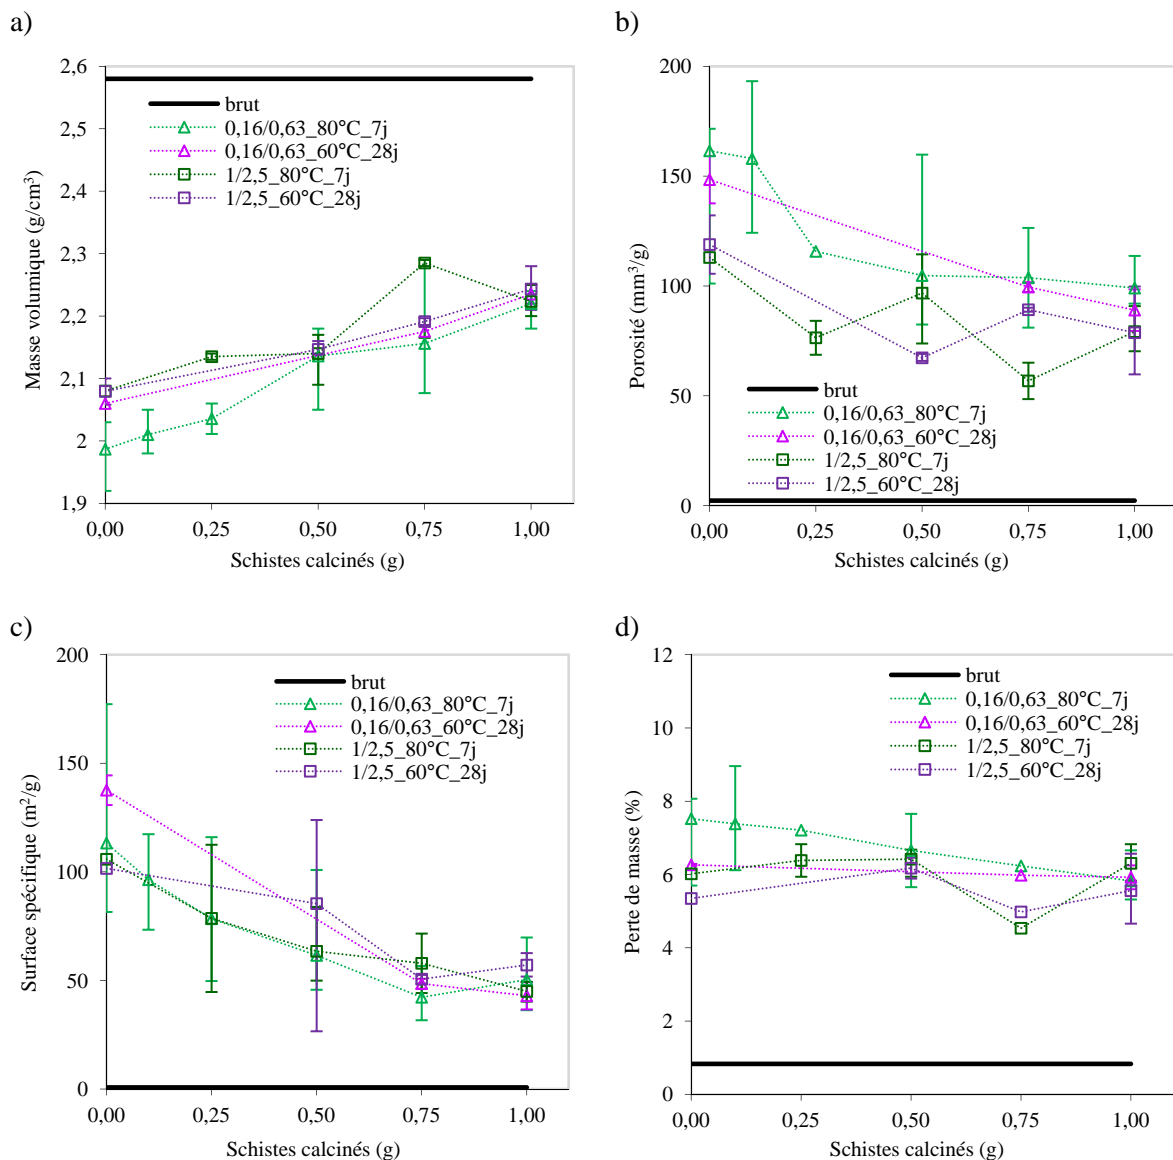 a)
2,6
2,5
2,4
2,3
2,2
2,1
2
1,9
Masse volumique (g/cm³)
brut
0,16/0,63_80°C_7j
0,16/0,63_60°C_28j
1/2,5_80°C_7j
1/2,5_60°C_28j
0,00 0,25 0,50 0,75 1,00
Schistes calcinés (g)
b)
200
150
100
50
0
Porosité (mm³/g)
brut
0,16/0,63_80°C_7j
0,16/0,63_60°C_28j
1/2,5_80°C_7j
1/2,5_60°C_28j
0,00 0,25 0,50 0,75 1,00
Schistes calcinés (g)
c)
200
150
100
50
0
Surface spécifique (m²/g)
brut
0,16/0,63_80°C_7j
0,16/0,63_60°C_28j
1/2,5_80°C_7j
1/2,5_60°C_28j
0,00 0,25 0,50 0,75 1,00
Schistes calcinés (g)
d)
12
10
8
6
4
2
0
Perte de masse (%)
brut
0,16/0,63_80°C_7j
0,16/0,63_60°C_28j
1/2,5_80°C_7j
1/2,5_60°C_28j
0,00 0,25 0,50 0,75 1,00
Schistes calcinés (g)